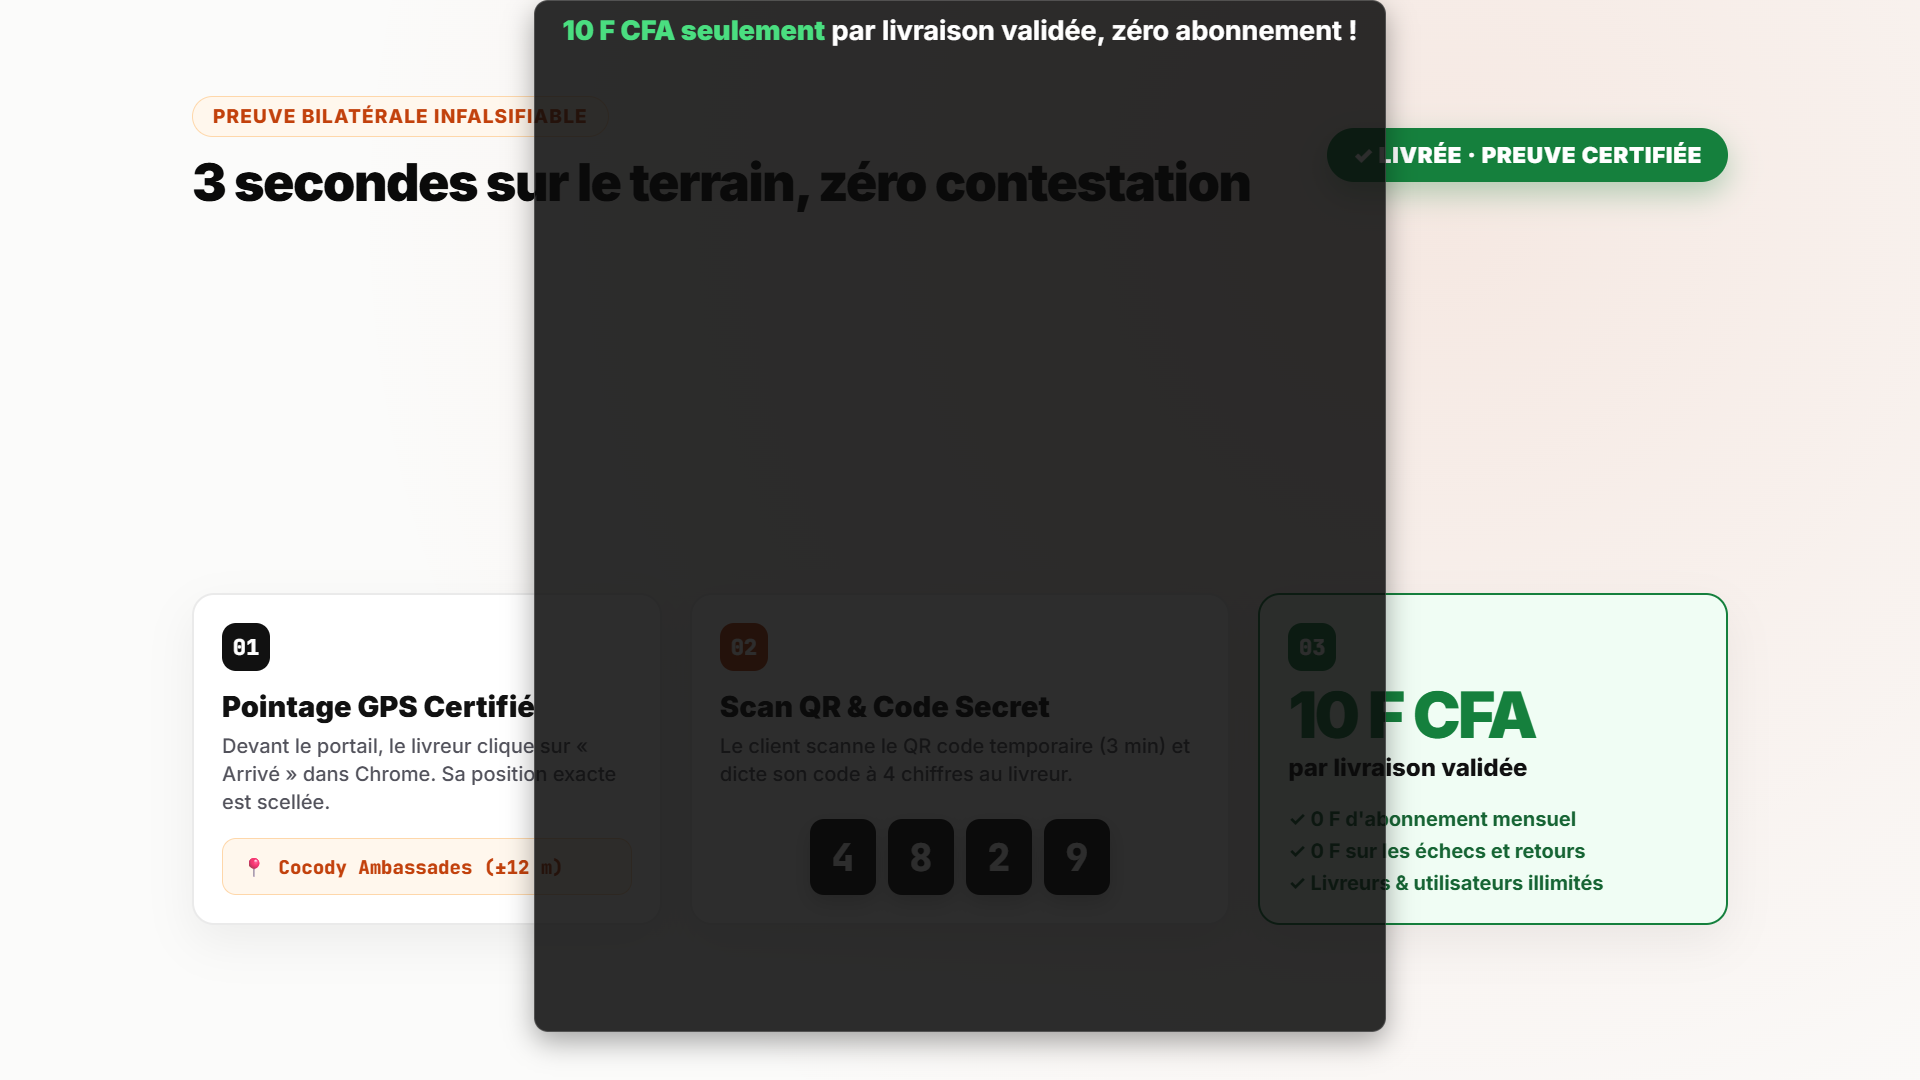 10 F CFA seulement par livraison validée, zéro abonnement !
PREUVE BILATÉRALE INFALSIFIABLE
3 secondes sur le terrain, zéro contestation
✓ LIVRÉE · PREUVE CERTIFIÉE
01
Pointage GPS Certifié
Devant le portail, le livreur clique sur «
Arrivé » dans Chrome. Sa position exacte
est scellée.
📍 Cocody Ambassades (±12 m)
02
Scan QR & Code Secret
Le client scanne le QR code temporaire (3 min) et
dicte son code à 4 chiffres au livreur.
4 8 2 9
03
10 F CFA
par livraison validée
✓ 0 F d'abonnement mensuel
✓ 0 F sur les échecs et retours
✓ Livreurs & utilisateurs illimités